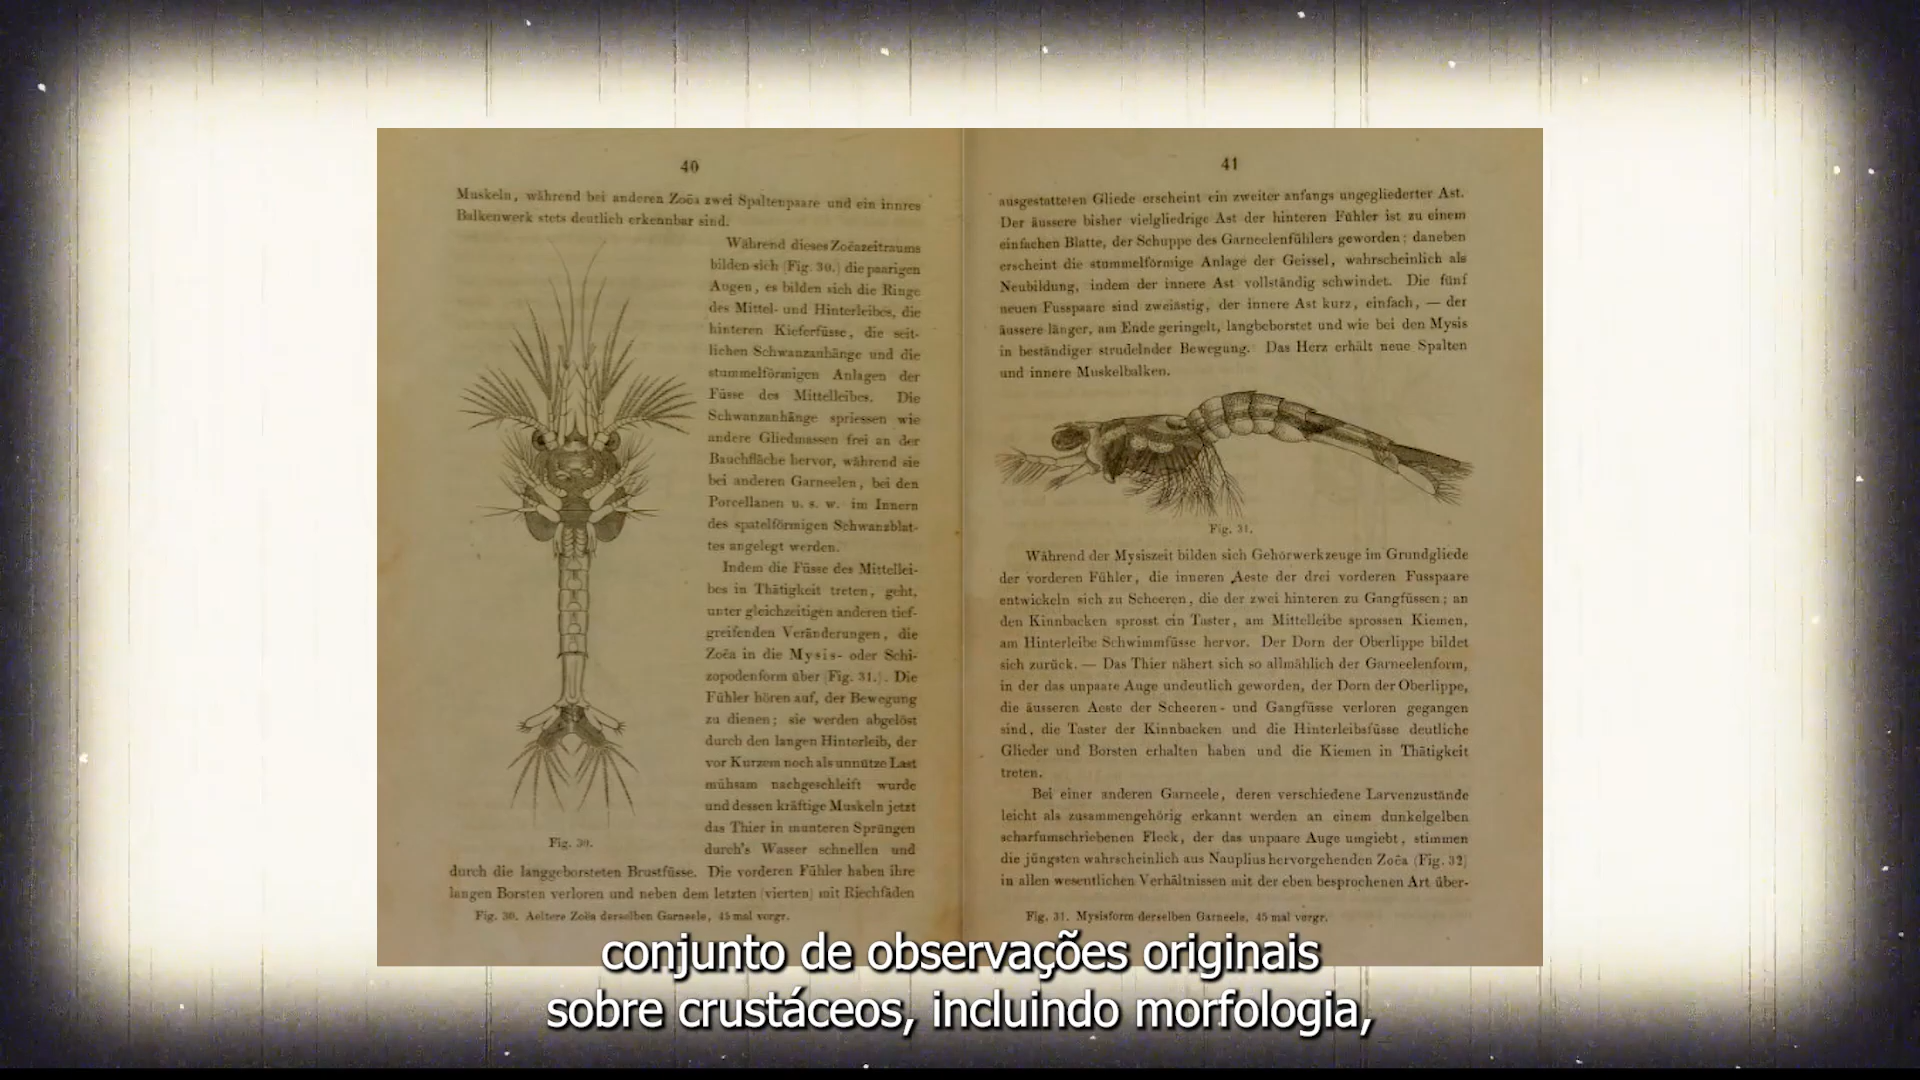 40
Muskeln, während bei anderen Zoëa zwei Spaltenpaare und ein innres
Balkenwerk stets deutlich erkennbar sind.
Während dieses Zoëazeitraums
bilden sich (Fig. 30.) die paarigen
Augen, es bilden sich die Ringe
des Mittel- und Hinterleibes, die
hinteren Kieferfüsse, die seit-
lichen Schwanzanhänge und die
stummelförmigen Anlagen der
Füsse des Mittelleibes. Die
Schwanzanhänge spriessen wie
andere Gliedmassen frei an der
Bauchfläche hervor, während sie
bei anderen Garneelen, bei den
Porcellanen u. s. w. im Innern
des spatelförmigen Schwanzblat-
tes angelegt werden.
Indem die Füsse des Mittellei-
bes in Thätigkeit treten, geht,
unter gleichzeitigen anderen tief-
greifenden Veränderungen, die
Zoëa in die Mysis- oder Schi-
zopodenform über (Fig. 31.). Die
Fühler hören auf, der Bewegung
zu dienen; sie werden abgelöst
durch den langen Hinterleib, der
vor Kurzem noch als unnütze Last
mühsam nachgeschleift wurde
und dessen kräftige Muskeln jetzt
das Thier in munteren Sprüngen
durch's Wasser schnellen und
Fig. 30.
durch die langgeborsteten Brustfüsse. Die vorderen Fühler haben ihre
langen Borsten verloren und neben dem letzten (vierten) mit Riechfäden
Fig. 30. Aeltere Zoëa derselben Garneele, 45 mal vergr.
41
ausgestatteten Gliede erscheint ein zweiter anfangs ungegliederter Ast.
Der äussere bisher vielgliedrige Ast der hinteren Fühler ist zu einem
einfachen Blatte, der Schuppe des Garneelenfühlers geworden; daneben
erscheint die stummelförmige Anlage der Geissel, wahrscheinlich als
Neubildung, indem der innere Ast vollständig schwindet. Die fünf
neuen Fusspaare sind zweiästig, der innere Ast kurz, einfach, — der
äussere länger, am Ende geringelt, langbeborstet und wie bei den Mysis
in beständiger strudelnder Bewegung. Das Herz erhält neue Spalten
und innere Muskelbalken.
Fig. 31.
Während der Mysiszeit bilden sich Gehörwerkzeuge im Grundgliede
der vorderen Fühler, die inneren Aeste der drei vorderen Fusspaare
entwickeln sich zu Scheeren, die der zwei hinteren zu Gangfüssen; an
den Kinnbacken sprosst ein Taster, am Mittelleibe sprossen Kiemen,
am Hinterleibe Schwimmfüsse hervor. Der Dorn der Oberlippe bildet
sich zurück. — Das Thier nähert sich so allmählich der Garneelenform,
in der das unpaare Auge undeutlich geworden, der Dorn der Oberlippe,
die äusseren Aeste der Scheeren- und Gangfüsse verloren gegangen
sind, die Taster der Kinnbacken und die Hinterleibsfüsse deutliche
Glieder und Borsten erhalten haben und die Kiemen in Thätigkeit
treten.
Bei einer anderen Garneele, deren verschiedene Larvenzustände
leicht als zusammengehörig erkannt werden an einem dunkelgelben
scharfumschriebenen Fleck, der das unpaare Auge umgiebt, stimmen
die jüngsten wahrscheinlich aus Nauplius hervorgehenden Zoëa (Fig. 32)
in allen wesentlichen Verhältnissen mit der eben besprochenen Art über-
Fig. 31. Mysisform derselben Garneele, 45 mal vergr.
conjunto de observações originais
sobre crustáceos, incluindo morfologia,